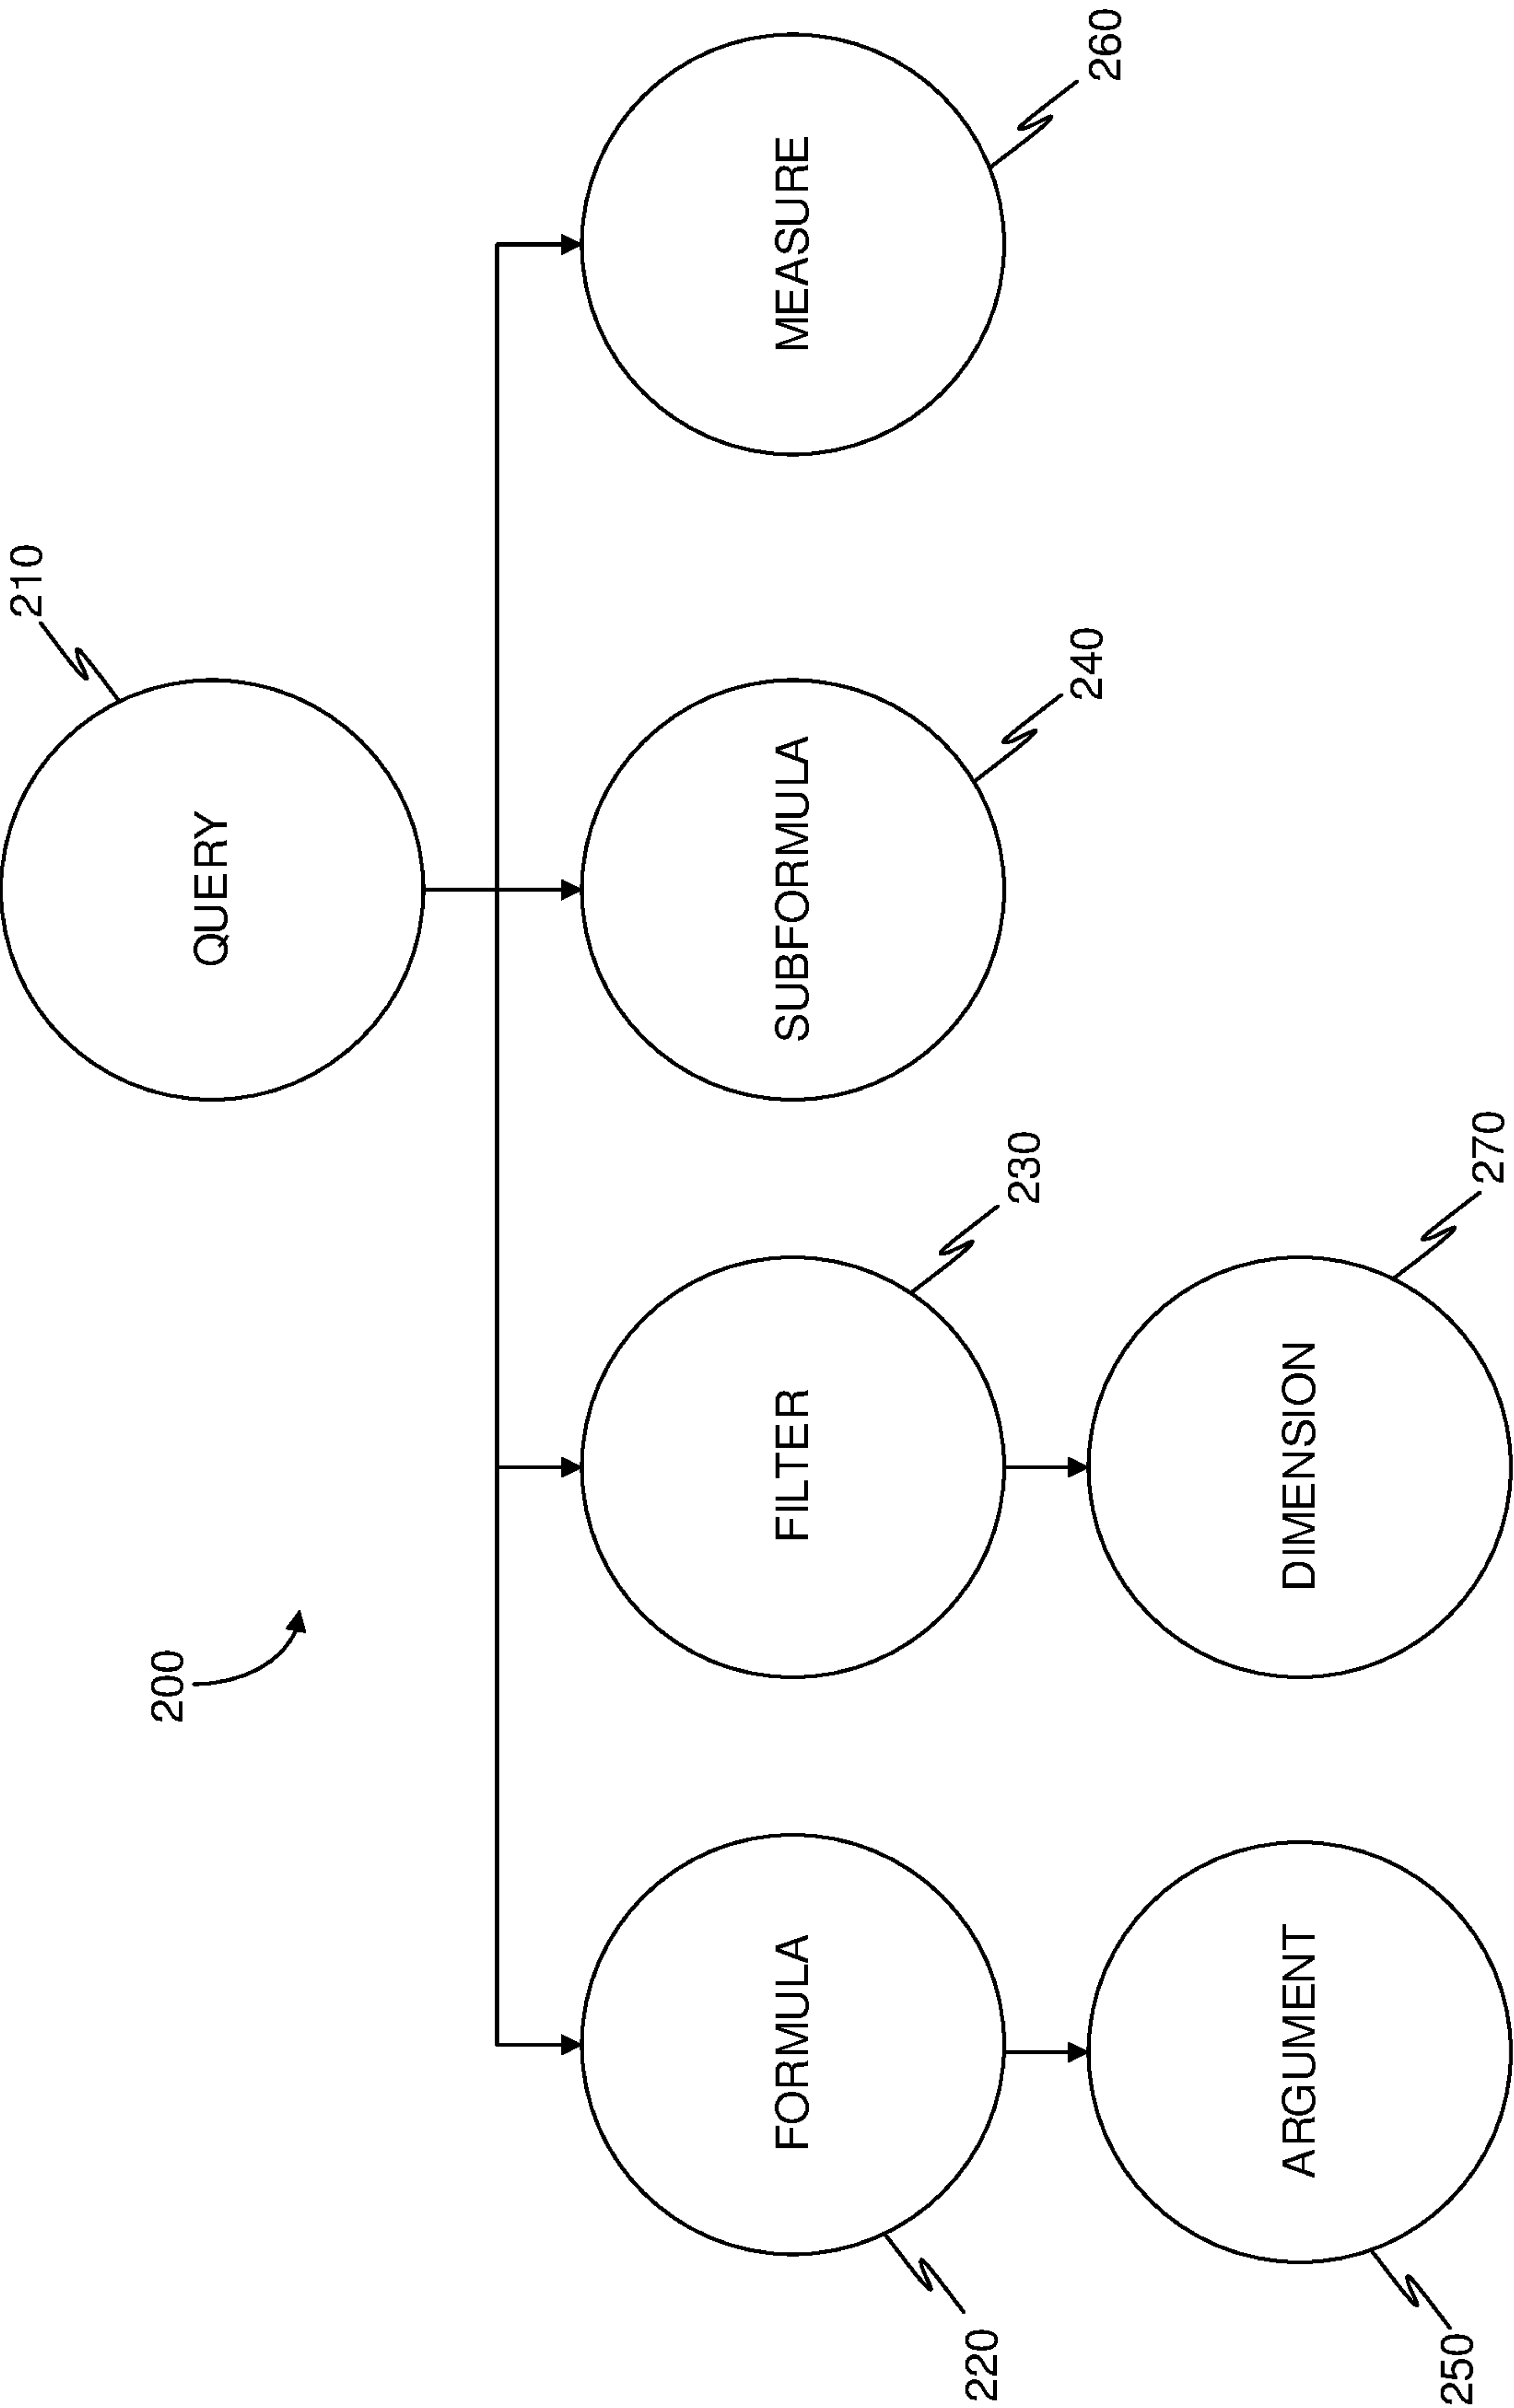 200
QUERY
210
FORMULA
220
FILTER
230
SUBFORMULA
240
MEASURE
260
ARGUMENT
250
DIMENSION
270